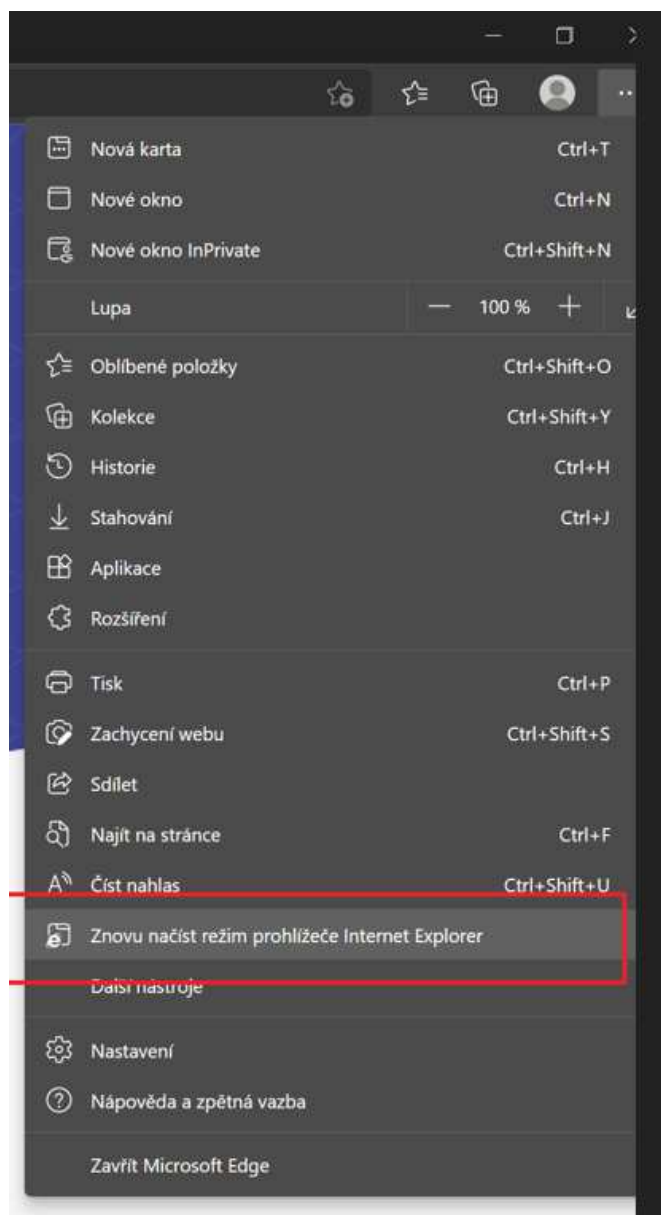 Nová karta Ctrl+T
Nové okno Ctrl+N
Nové okno InPrivate Ctrl+Shift+N
Lupa — 100 % +
Oblíbené položky Ctrl+Shift+O
Kolekce Ctrl+Shift+Y
Historie Ctrl+H
Stahování Ctrl+J
Aplikace
Rozšíření
Tisk Ctrl+P
Zachycení webu Ctrl+Shift+S
Sdílet
Najít na stránce Ctrl+F
Číst nahlas Ctrl+Shift+U
Znovu načíst režim prohlížeče Internet Explorer
Další nástroje
Nastavení
Nápověda a zpětná vazba
Zavřít Microsoft Edge